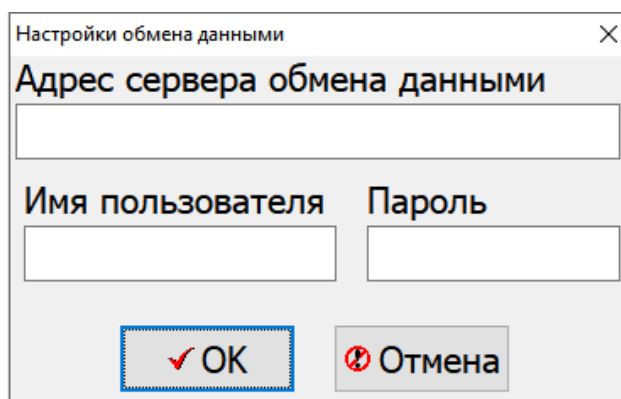 Настройки обмена данными
Адрес сервера обмена данными
Имя пользователя Пароль
OK Отмена